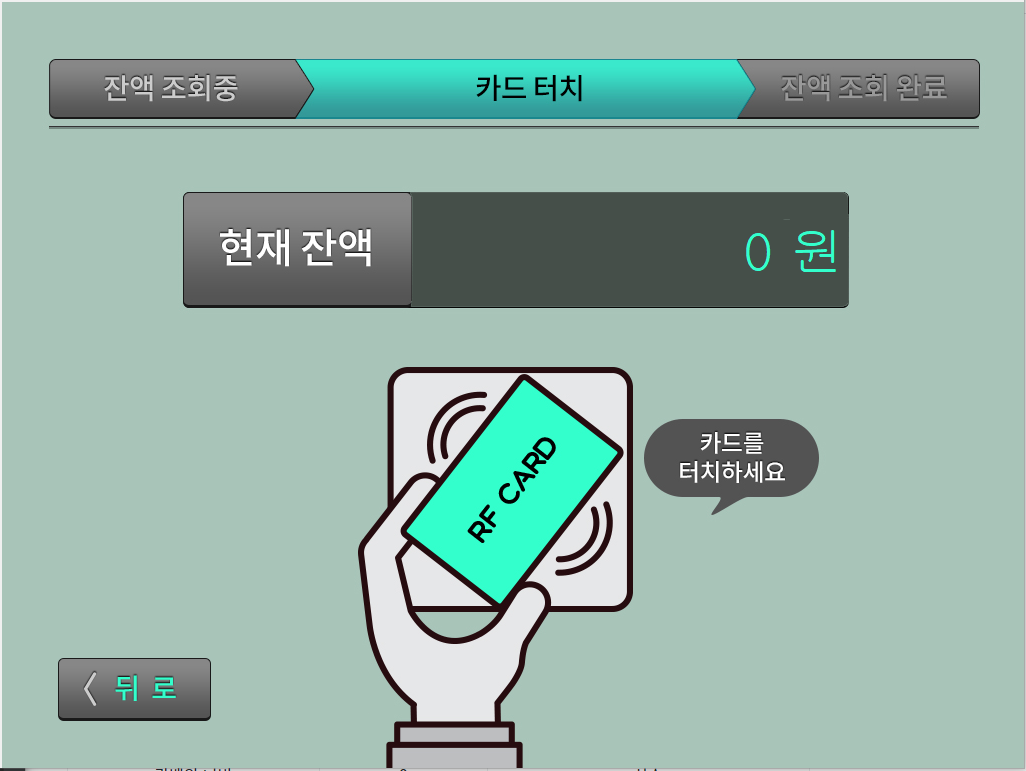 잔액 조회중
카드 터치
잔액 조회 완료
현재 잔액
0 원
RF CARD
카드를
터치하세요
뒤 로